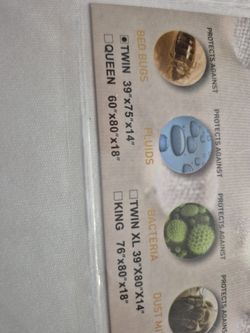 PROTECTS AGAINST
BED BUGS
PROTECTS AGAINST
FLUIDS
PROTECTS AGAINST
BACTERIA
PROTECTS AGAINST
DUST
TWIN 39"x75"x14"
QUEEN 60"x80"x18"
TWIN XL 39"X80"X14"
KING 76"x80"x18"